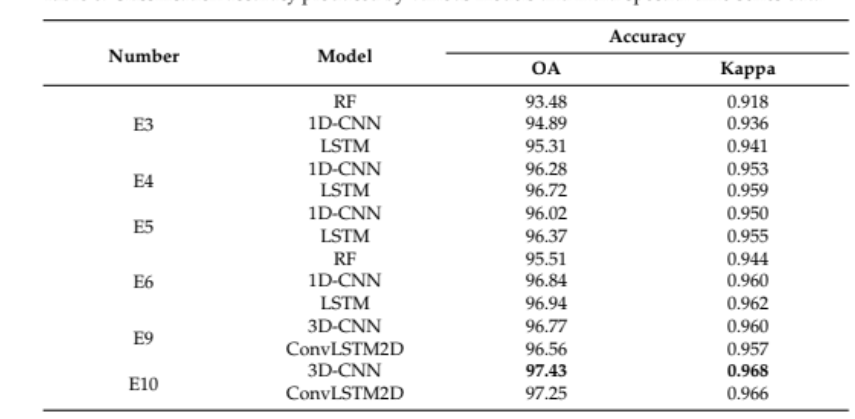 Accuracy
Number Model
OA Kappa
RF 93.48 0.918
E3 1D-CNN 94.89 0.936
LSTM 95.31 0.941
1D-CNN 96.28 0.953
E4
LSTM 96.72 0.959
1D-CNN 96.02 0.950
E5
LSTM 96.37 0.955
RF 95.51 0.944
E6 1D-CNN 96.84 0.960
LSTM 96.94 0.962
3D-CNN 96.77 0.960
E9
ConvLSTM2D 96.56 0.957
3D-CNN 97.43 0.968
E10
ConvLSTM2D 97.25 0.966